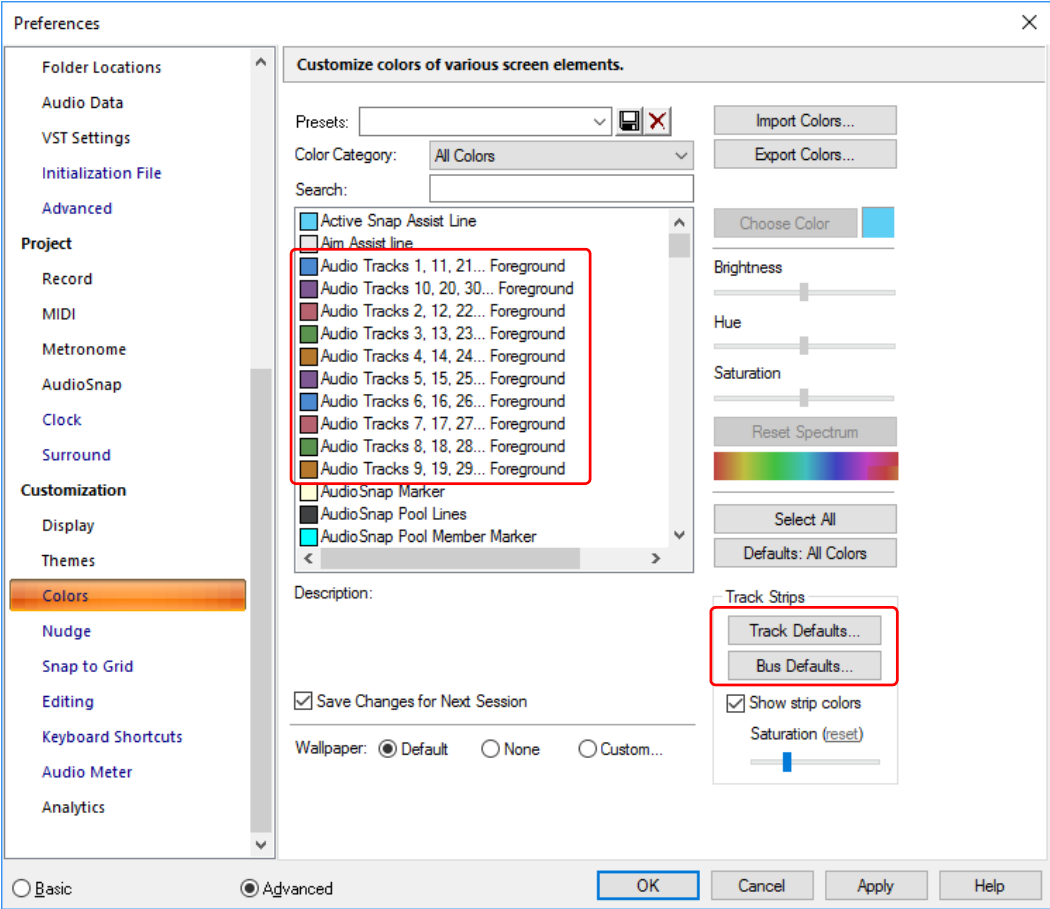 Preferences
Folder Locations
Audio Data
VST Settings
Initialization File
Advanced
Project
Record
MIDI
Metronome
AudioSnap
Clock
Surround
Customization
Display
Themes
Colors
Nudge
Snap to Grid
Editing
Keyboard Shortcuts
Audio Meter
Analytics
Customize colors of various screen elements.
Presets:
Color Category: All Colors
Search:
Active Snap Assist Line
Aim Assist line
Audio Tracks 1, 11, 21... Foreground
Audio Tracks 10, 20, 30... Foreground
Audio Tracks 2, 12, 22... Foreground
Audio Tracks 3, 13, 23... Foreground
Audio Tracks 4, 14, 24... Foreground
Audio Tracks 5, 15, 25... Foreground
Audio Tracks 6, 16, 26... Foreground
Audio Tracks 7, 17, 27... Foreground
Audio Tracks 8, 18, 28... Foreground
Audio Tracks 9, 19, 29... Foreground
AudioSnap Marker
AudioSnap Pool Lines
AudioSnap Pool Member Marker
Description:
Save Changes for Next Session
Wallpaper: Default None Custom...
Import Colors...
Export Colors...
Choose Color
Brightness
Hue
Saturation
Reset Spectrum
Select All
Defaults: All Colors
Track Strips
Track Defaults...
Bus Defaults...
Show strip colors
Saturation (reset)
Basic Advanced OK Cancel Apply Help